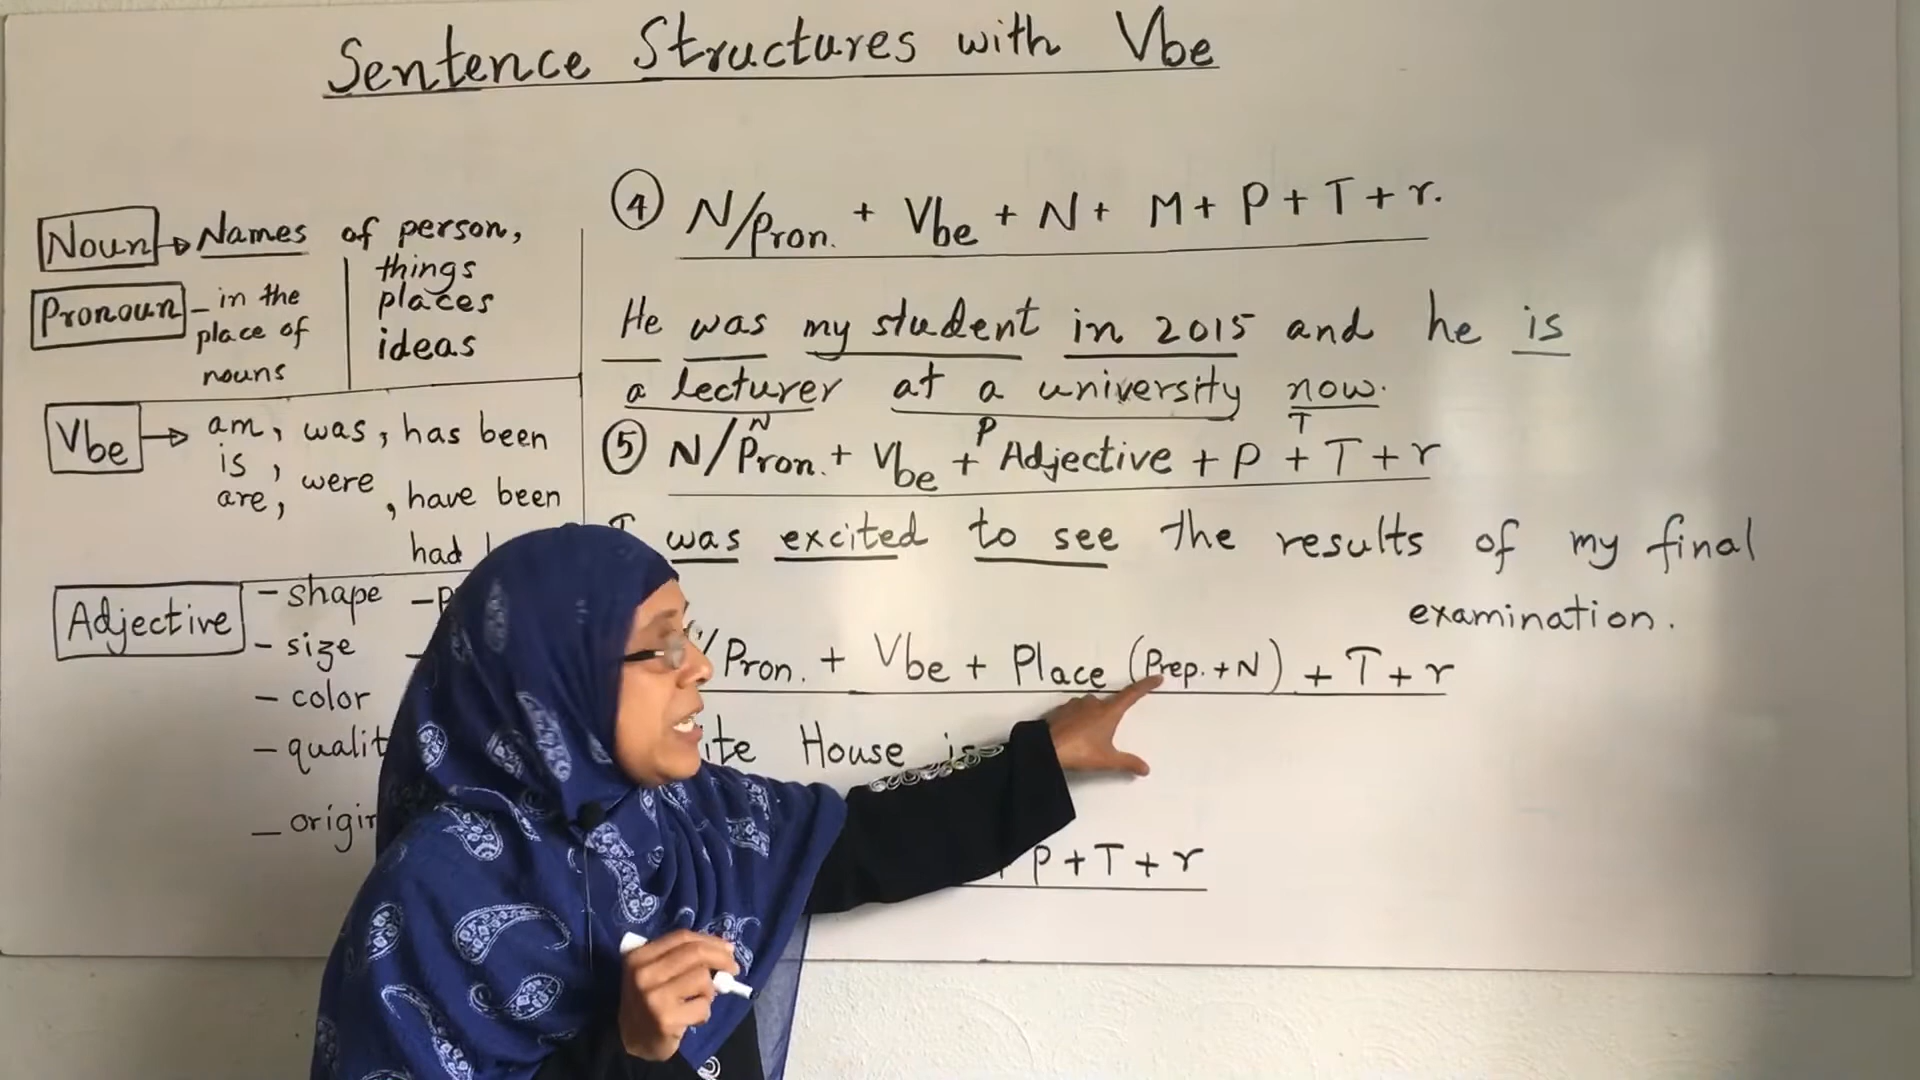 Sentence Structures with Vbe
Noun → Names of person,
things
places
ideas
Pronoun - in the
place of
nouns
Vbe → am, was, has been
is,
are, were, have been
had
Adjective - shape
- size
- color
-
- origin
④ N/Pron. + Vbe + N + M + P + T + r.
He was my student in 2015 and he is
a lecturer at a university now.
N P T
⑤ N/Pron. + Vbe + Adjective + P + T + r
I was excited to see the results of my final
examination.
/Pron. + Vbe + Place (Prep. + N) + T + r
House is
P + T + r